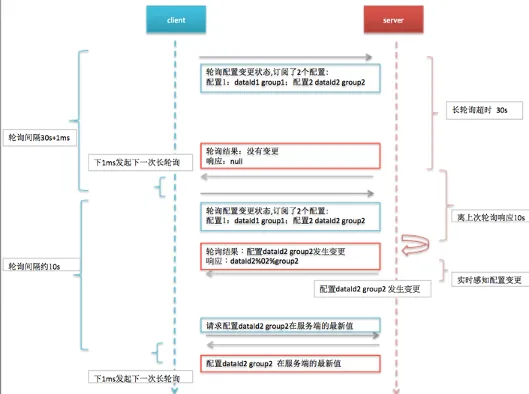 client
server
轮询配置变更状态,订阅了2个配置:
配置1: dataId1 group1; 配置2 dataId2 group2
长轮询超时 30s
轮询间隔30s+1ms
轮询结果: 没有变更
响应: null
下1ms发起下一次长轮询
轮询配置变更状态,订阅了2个配置:
配置1: dataId1 group1; 配置2 dataId2 group2
离上次轮询响应10s
轮询结果：配置dataId2 group2发生变更
响应：dataId2%02%group2
轮询间隔约10s
实时感知配置变更
配置dataId2 group2 发生变更
请求配置dataId2 group2在服务端的最新值
配置dataId2 group2 在服务端的最新值
下1ms发起下一次长轮询